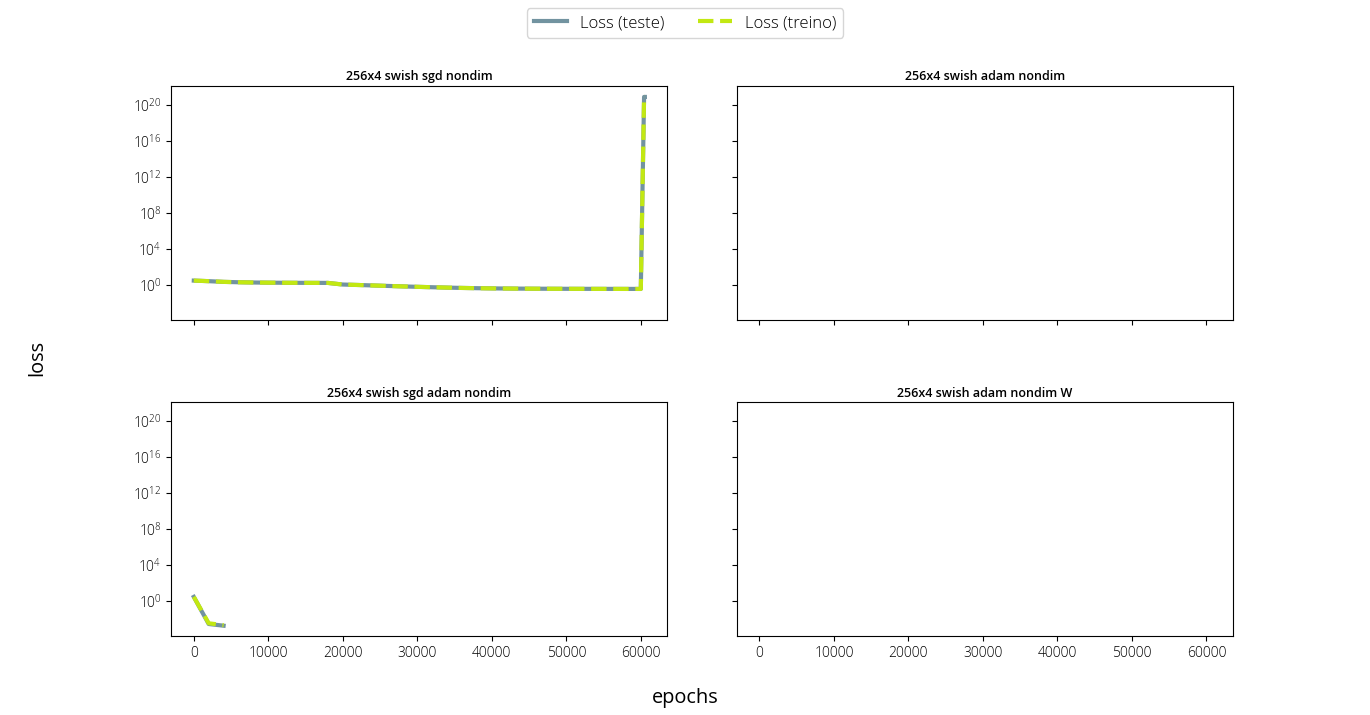 Loss (teste) Loss (treino)
256x4 swish sgd nondim
256x4 swish adam nondim
10^20
10^16
10^12
10^8
10^4
10^0
loss
256x4 swish sgd adam nondim
256x4 swish adam nondim W
10^20
10^16
10^12
10^8
10^4
10^0
0 10000 20000 30000 40000 50000 60000
0 10000 20000 30000 40000 50000 60000
epochs